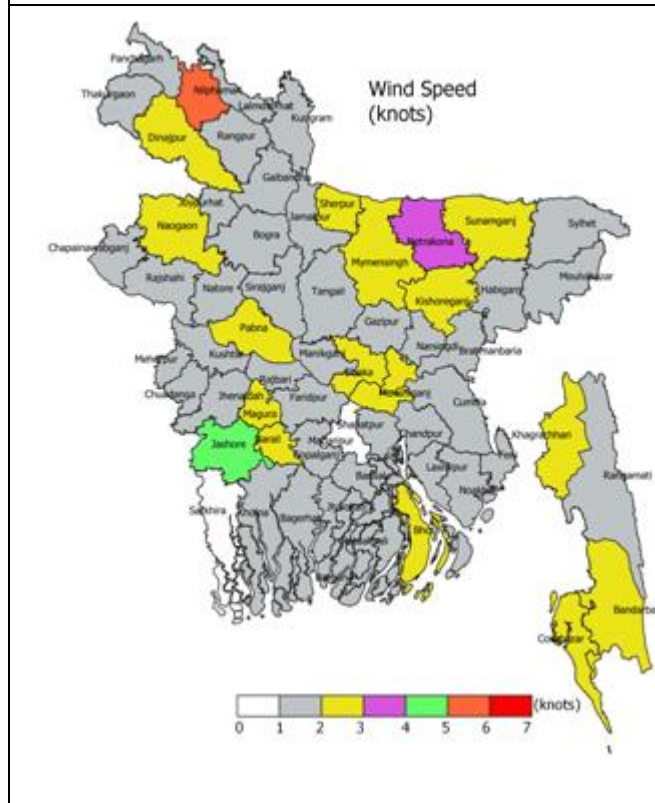 Wind Speed
(knots)
Panchagarh
Thakurgaon
Nilphamari
Lalmonirhat
Kurigram
Dinajpur
Rangpur
Gaibandha
Joypurhat
Sherpur
Jamalpur
Netrakona
Sunamganj
Sylhet
Naogaon
Bogra
Mymensingh
Chapainawabganj
Rajshahi
Natore
Sirajganj
Tangail
Kishoreganj
Habiganj
Moulvibazar
Pabna
Gazipur
Narsingdi
Brahmanbaria
Meherpur
Kushtia
Manikganj
Dhaka
Chuadanga
Jhenaidah
Rajbari
Faridpur
Magura
Cumilla
Jashore
Narail
Gopalganj
Madaripur
Shariatpur
Chandpur
Khagrachhari
Feni
Rangamati
Satkhira
Khulna
Bagerhat
Barisal
Noakhali
Bhola
Bandarban
(knots)
0 1 2 3 4 5 6 7